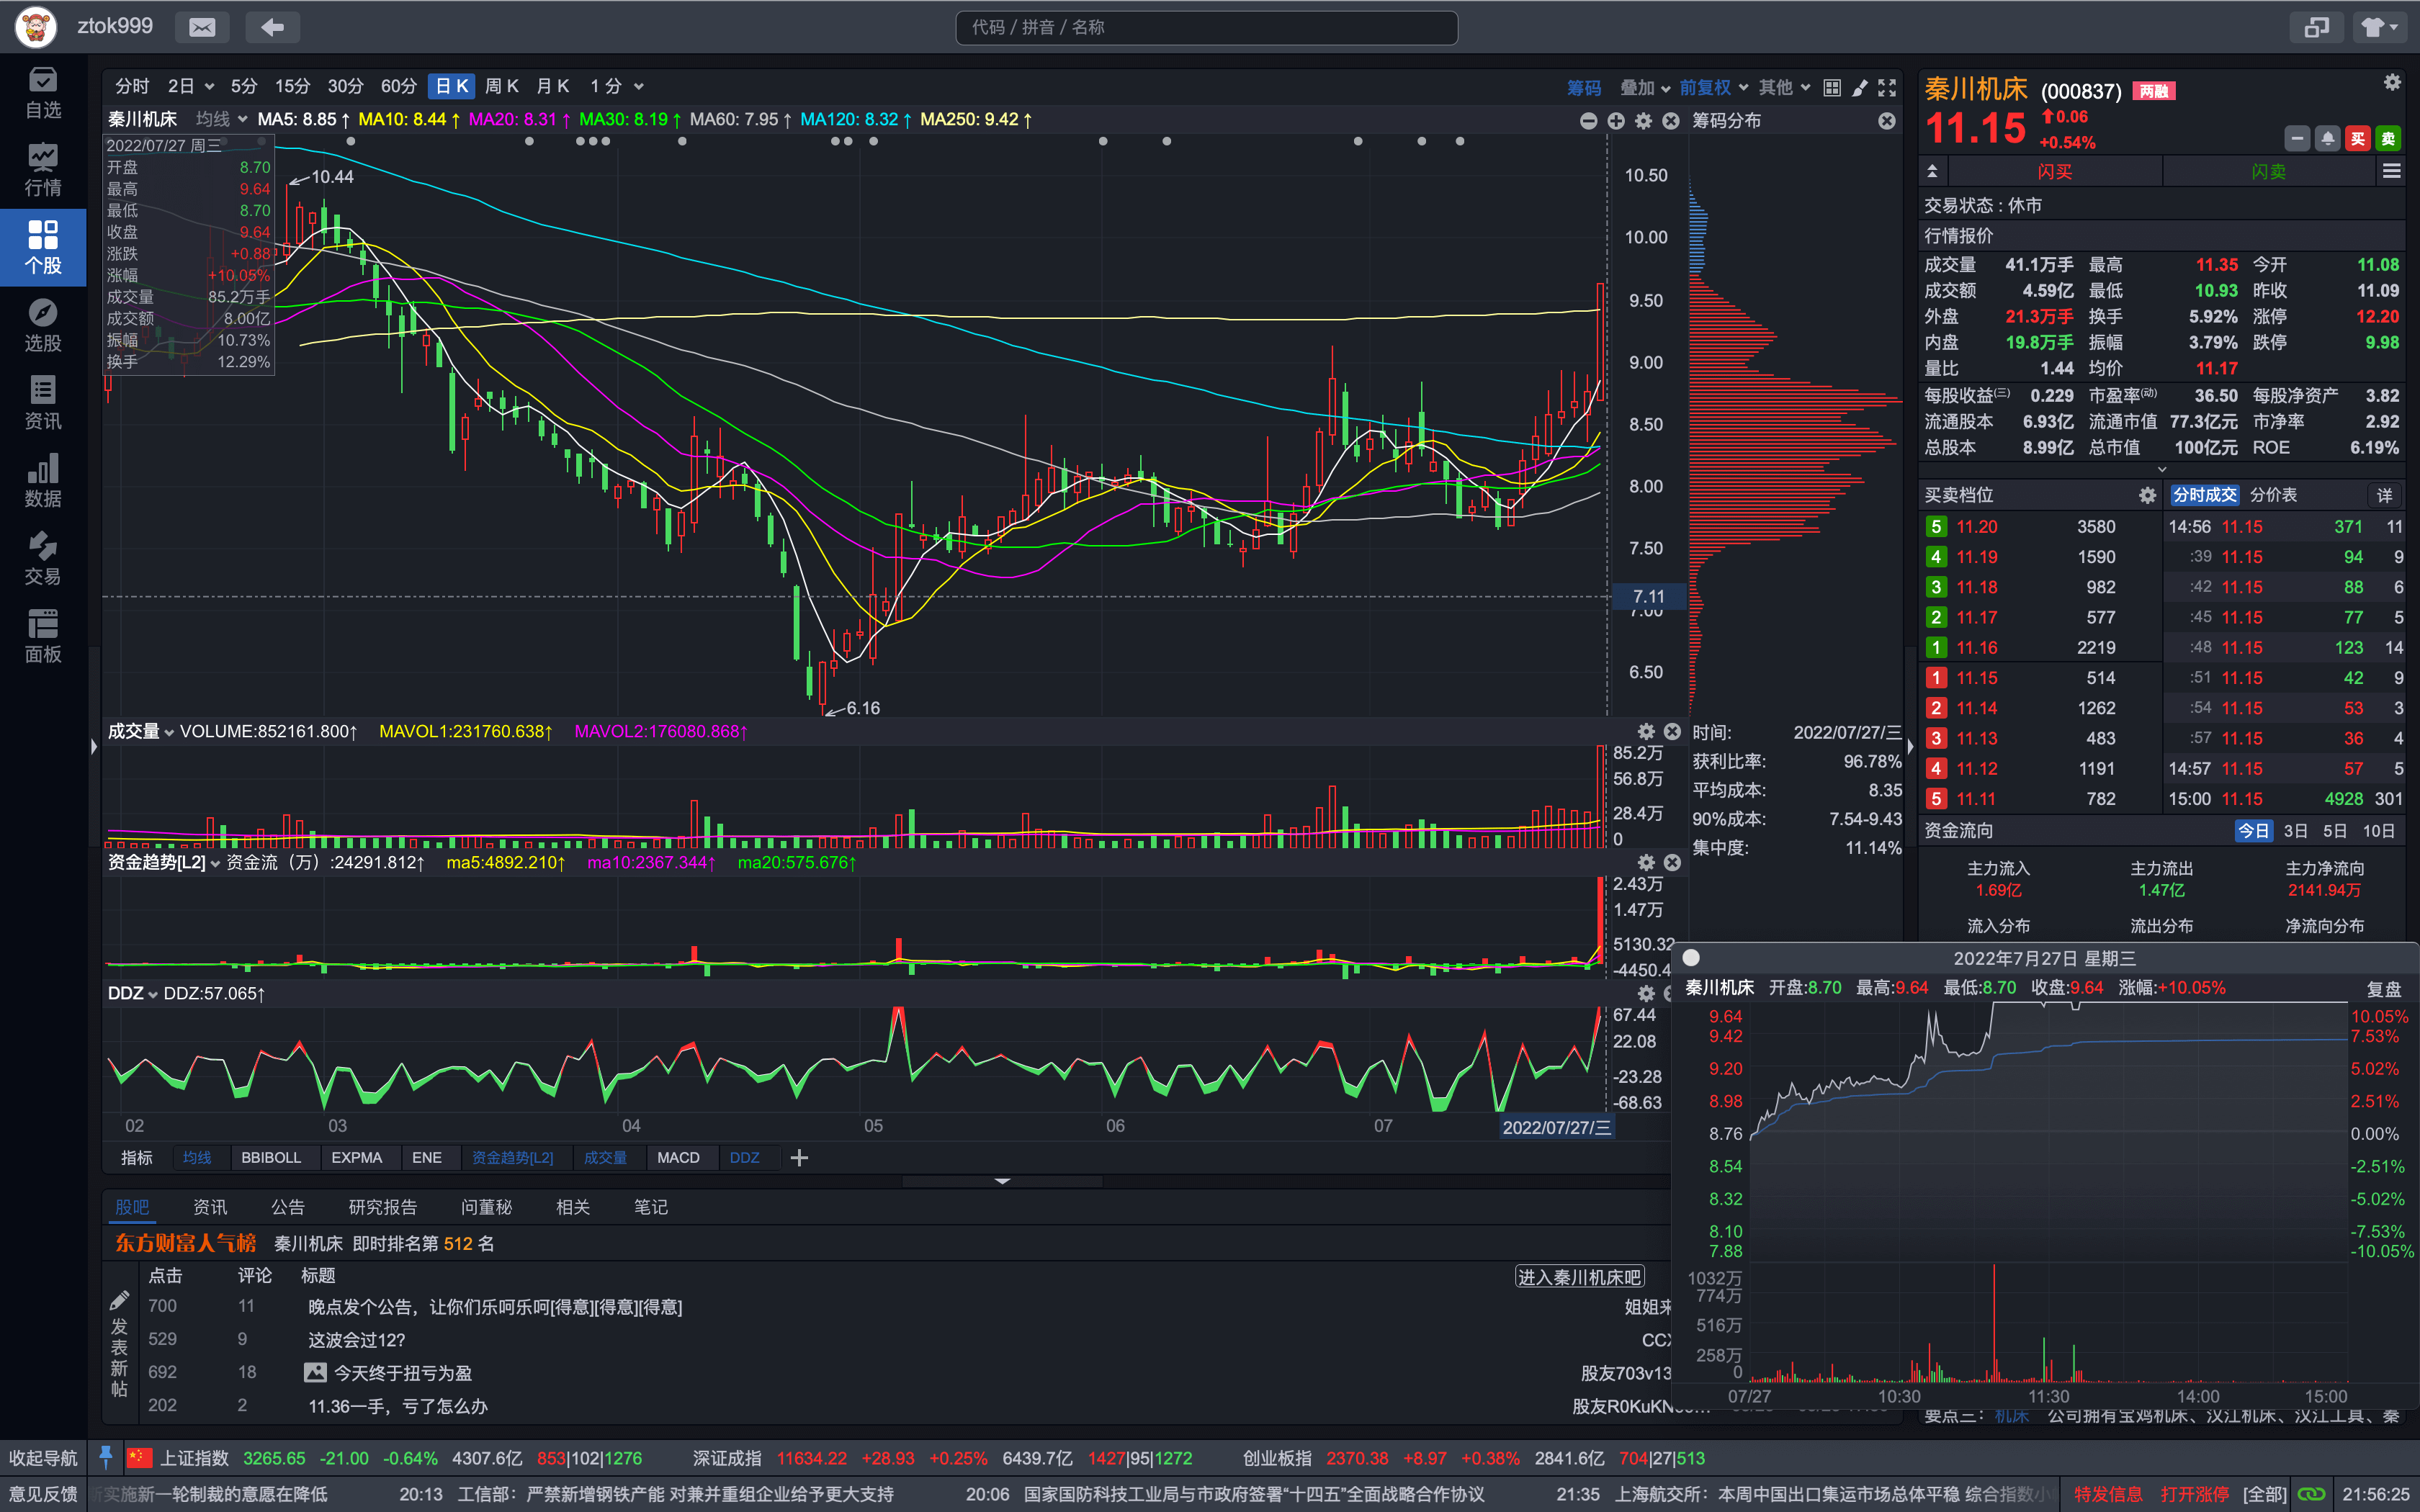 ztok999
代码 / 拼音 / 名称
自选
行情
个股
选股
资讯
数据
交易
面板
分时 2日 5分 15分 30分 60分 日K 周K 月K 1分
筹码 叠加 前复权 其他
秦川机床 均线 MA5: 8.85↑ MA10: 8.44↑ MA20: 8.31↑ MA30: 8.19↑ MA60: 7.95↑ MA120: 8.32↑ MA250: 9.42↑
筹码分布
2022/07/27 周三
开盘 8.70
最高 9.64
最低 8.70
收盘 9.64
涨跌 +0.88
涨幅 +10.05%
成交量 85.2万手
成交额 8.00亿
振幅 10.73%
换手 12.29%
10.44
6.16
10.50
10.00
9.50
9.00
8.50
8.00
7.50
7.11
7.00
6.50
成交量 VOLUME:852161.800↑ MAVOL1:231760.638↑ MAVOL2:176080.868↑
85.2万
56.8万
28.4万
0
资金趋势[L2] 资金流（万）:24291.812↑ ma5:4892.210↑ ma10:2367.344↑ ma20:575.676↑
2.43万
1.47万
5130.32
-4450.4
DDZ DDZ:57.065↑
67.44
22.08
-23.28
-68.63
02 03 04 05 06 07 2022/07/27/三
时间: 2022/07/27/三
获利比率: 96.78%
平均成本: 8.35
90%成本: 7.54-9.43
集中度: 11.14%
指标 均线 BBIBOLL EXPMA ENE 资金趋势[L2] 成交量 MACD DDZ
股吧 资讯 公告 研究报告 问董秘 相关 笔记
东方财富人气榜 秦川机床 即时排名第 512 名
点击 评论 标题
进入秦川机床吧
发表新帖
700 11 晚点发个公告，让你们乐呵乐呵[得意][得意][得意] 姐姐来
529 9 这波会过12? CCX
692 18 今天终于扭亏为盈 股友703v13
202 2 11.36一手，亏了怎么办 股友R0KuKN
秦川机床 (000837) 两融
11.15
0.06
+0.54%
买 卖
闪买 闪卖
交易状态 : 休市
行情报价
成交量 41.1万手 最高 11.35 今开 11.08
成交额 4.59亿 最低 10.93 昨收 11.09
外盘 21.3万手 换手 5.92% 涨停 12.20
内盘 19.8万手 振幅 3.79% 跌停 9.98
量比 1.44 均价 11.17
每股收益(三) 0.229 市盈率(动) 36.50 每股净资产 3.82
流通股本 6.93亿 流通市值 77.3亿元 市净率 2.92
总股本 8.99亿 总市值 100亿元 ROE 6.19%
买卖档位 分时成交 分价表 详
5 11.20 3580 14:56 11.15 371 11
4 11.19 1590 :39 11.15 94 9
3 11.18 982 :42 11.15 88 6
2 11.17 577 :45 11.15 77 5
1 11.16 2219 :48 11.15 123 14
1 11.15 514 :51 11.15 42 9
2 11.14 1262 :54 11.15 53 3
3 11.13 483 :57 11.15 36 4
4 11.12 1191 14:57 11.15 57 5
5 11.11 782 15:00 11.15 4928 301
资金流向 今日 3日 5日 10日
主力流入 主力流出 主力净流向
1.69亿 1.47亿 2141.94万
流入分布 流出分布 净流向分布
2022年7月27日 星期三
秦川机床 开盘:8.70 最高:9.64 最低:8.70 收盘:9.64 涨幅:+10.05% 复盘
9.64 10.05%
9.42 7.53%
9.20 5.02%
8.98 2.51%
8.76 0.00%
8.54 -2.51%
8.32 -5.02%
8.10 -7.53%
7.88 -10.05%
1032万
774万
516万
258万
0
07/27 10:30 11:30 14:00 15:00
要点三：机床 公司拥有宝鸡机床、汉江机床、汉江工具、秦
收起导航 上证指数 3265.65 -21.00 -0.64% 4307.6亿 853|102|1276 深证成指 11634.22 +28.93 +0.25% 6439.7亿 1427|95|1272 创业板指 2370.38 +8.97 +0.38% 2841.6亿 704|27|513
意见反馈 实施新一轮制裁的意愿在降低 20:13 工信部：严禁新增钢铁产能 对兼并重组企业给予更大支持 20:06 国家国防科技工业局与市政府签署“十四五”全面战略合作协议 21:35 上海航交所：本周中国出口集运市场总体平稳 综合指数小 特发信息 打开涨停 [全部] 21:56:25